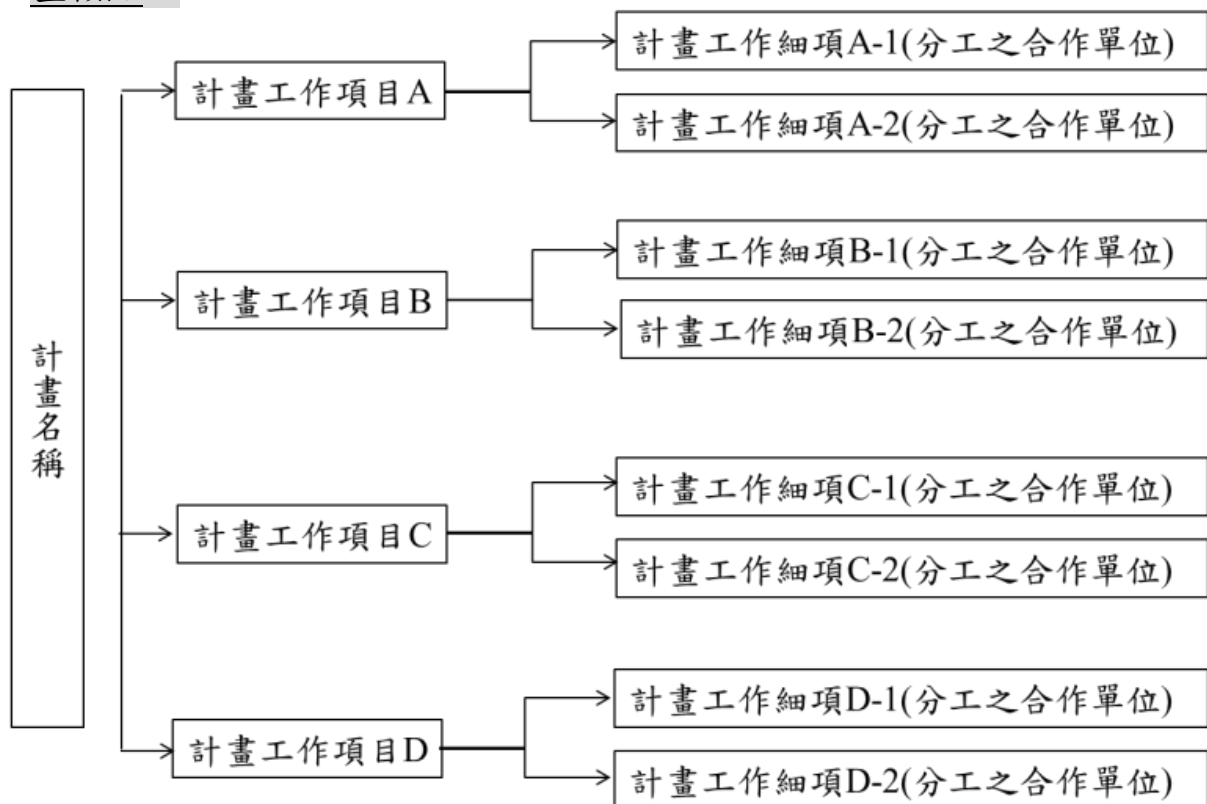 計畫名稱
計畫工作項目A
計畫工作細項A-1(分工之合作單位)
計畫工作細項A-2(分工之合作單位)
計畫工作項目B
計畫工作細項B-1(分工之合作單位)
計畫工作細項B-2(分工之合作單位)
計畫工作項目C
計畫工作細項C-1(分工之合作單位)
計畫工作細項C-2(分工之合作單位)
計畫工作項目D
計畫工作細項D-1(分工之合作單位)
計畫工作細項D-2(分工之合作單位)